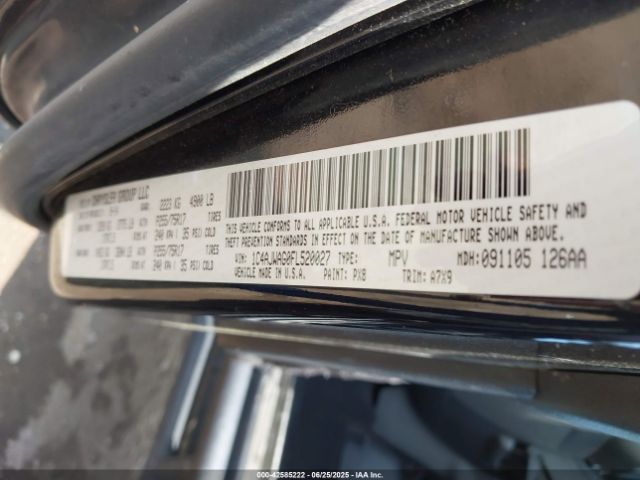 CHRYSLER GROUP LLC
2223 KG 4900 LB
P255/75R17 TIRES
240 KPA ( 35 PSI) COLD
P255/75R17 TIRES
240 KPA ( 35 PSI) COLD
THIS VEHICLE CONFORMS TO ALL APPLICABLE U.S.A. FEDERAL MOTOR VEHICLE SAFETY AND
THEFT PREVENTION STANDARDS IN EFFECT ON THE DATE OF MANUFACTURE SHOWN ABOVE.
VIN: 1C4AJWAG0FL520027 TYPE: MPV MDH:091105 126AA
VEHICLE MADE IN U.S.A. PAINT: PX8 TRIM: A7X9
000-42585222 - 06/25/2025 - IAA Inc.